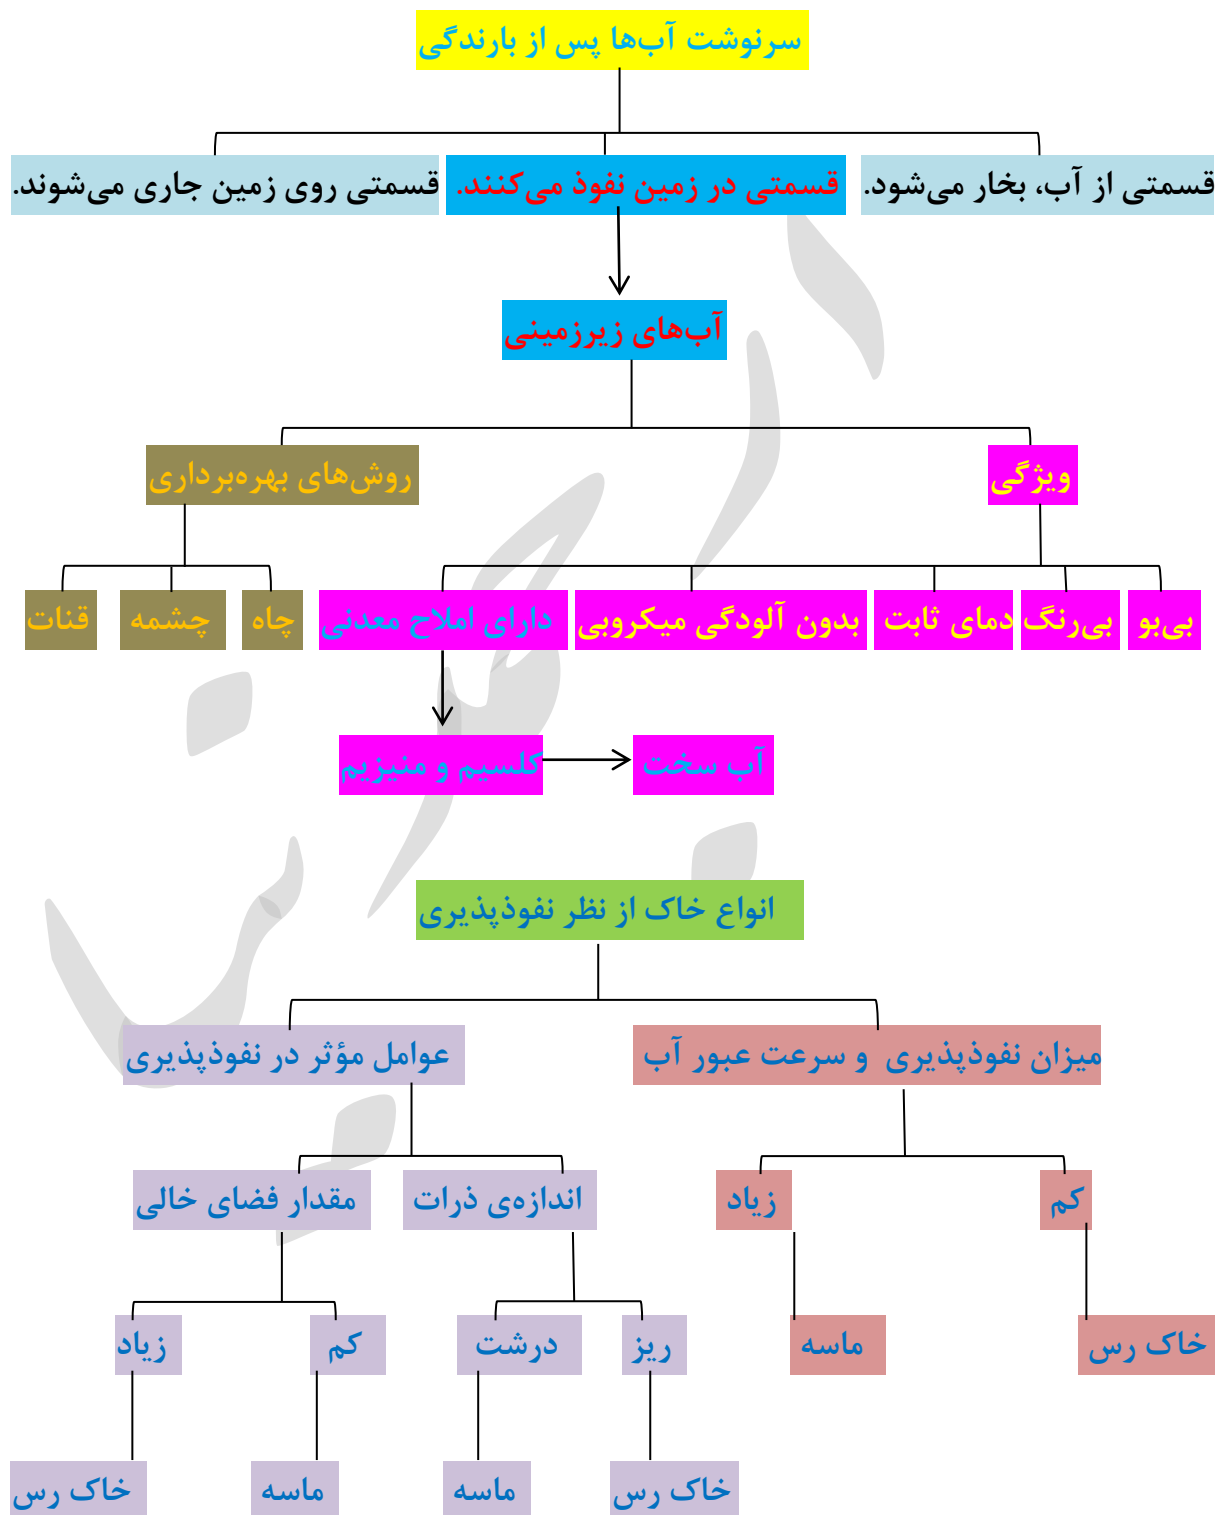 سرنوشت آب‌ها پس از بارندگی
قسمتی از آب، بخار می‌شود.
قسمتی در زمین نفوذ می‌کنند.
قسمتی روی زمین جاری می‌شوند.
آب‌های زیرزمینی
ویژگی
روش‌های بهره‌برداری
بی‌بو
بی‌رنگ
دمای ثابت
بدون آلودگی میکروبی
دارای املاح معدنی
چاه
چشمه
قنات
کلسیم و منیزیم
آب سخت
انواع خاک از نظر نفوذپذیری
میزان نفوذپذیری و سرعت عبور آب
عوامل مؤثر در نفوذپذیری
کم
زیاد
اندازه‌ی ذرات
مقدار فضای خالی
خاک رس
ماسه
ریز
درشت
کم
زیاد
خاک رس
ماسه
ماسه
خاک رس